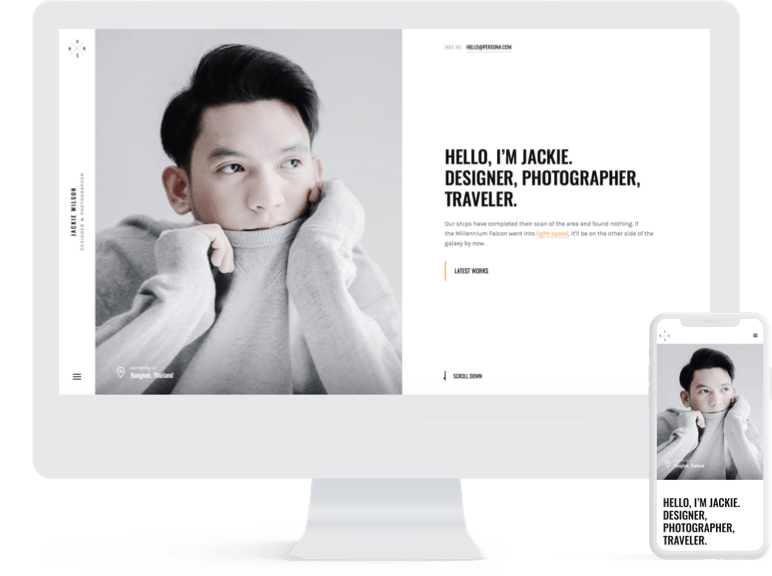 P
N R
S
JACKIE WILSON
DESIGNER & PHOTOGRAPHER
MAIL ME: HELLO@PERSONA.COM
HELLO, I'M JACKIE.
DESIGNER, PHOTOGRAPHER,
TRAVELER.
Our ships have completed their scan of the area and found nothing. If
the Millennium Falcon went into light-speed, it'll be on the other side of the
galaxy by now.
LATEST WORKS
Bangkok, Thailand
SCROLL DOWN
Bangkok, Thailand
HELLO, I'M JACKIE.
DESIGNER,
PHOTOGRAPHER,
TRAVELER.